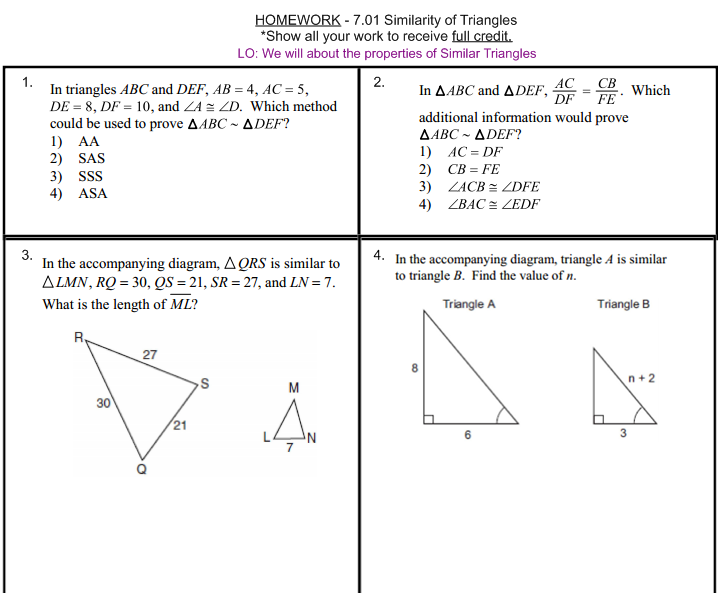 HOMEWORK - 7.01 Similarity of Triangles
*Show all your work to receive full credit.
LO: We will about the properties of Similar Triangles
1.
In triangles ABC and DEF, AB = 4, AC = 5,
DE = 8, DF = 10, and ∠A ≅ ∠D. Which method
could be used to prove △ABC ~ △DEF?
1) AA
2) SAS
3) SSS
4) ASA
2.
In △ABC and △DEF, AC/DF = CB/FE. Which
additional information would prove
△ABC ~ △DEF?
1) AC = DF
2) CB = FE
3) ∠ACB ≅ ∠DFE
4) ∠BAC ≅ ∠EDF
3.
In the accompanying diagram, △QRS is similar to
△LMN, RQ = 30, QS = 21, SR = 27, and LN = 7.
What is the length of M̅L̅?
R
27
S
30
21
Q
M
L
N
7
4.
In the accompanying diagram, triangle A is similar
to triangle B. Find the value of n.
Triangle A
Triangle B
8
6
n + 2
3